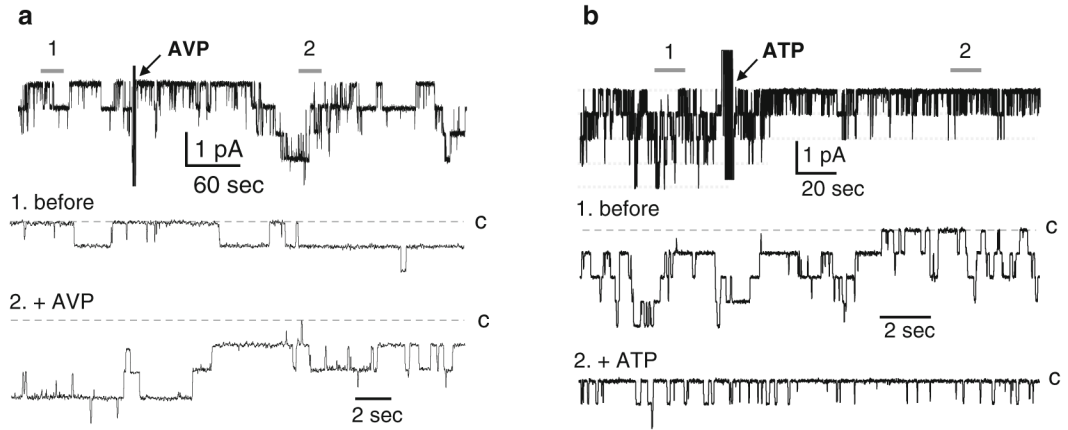 a
1
AVP
2
1 pA
60 sec
1. before
c
2. + AVP
c
2 sec
b
1
ATP
2
1 pA
20 sec
1. before
c
2 sec
2. + ATP
c